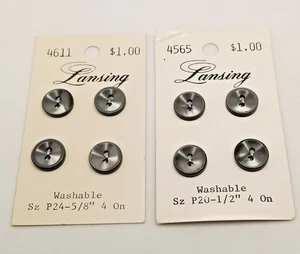 4611 $1.00
Lansing
Washable
Sz P24-5/8" 4 On
4565 $1.00
Lansing
Washable
Sz P20-1/2" 4 On